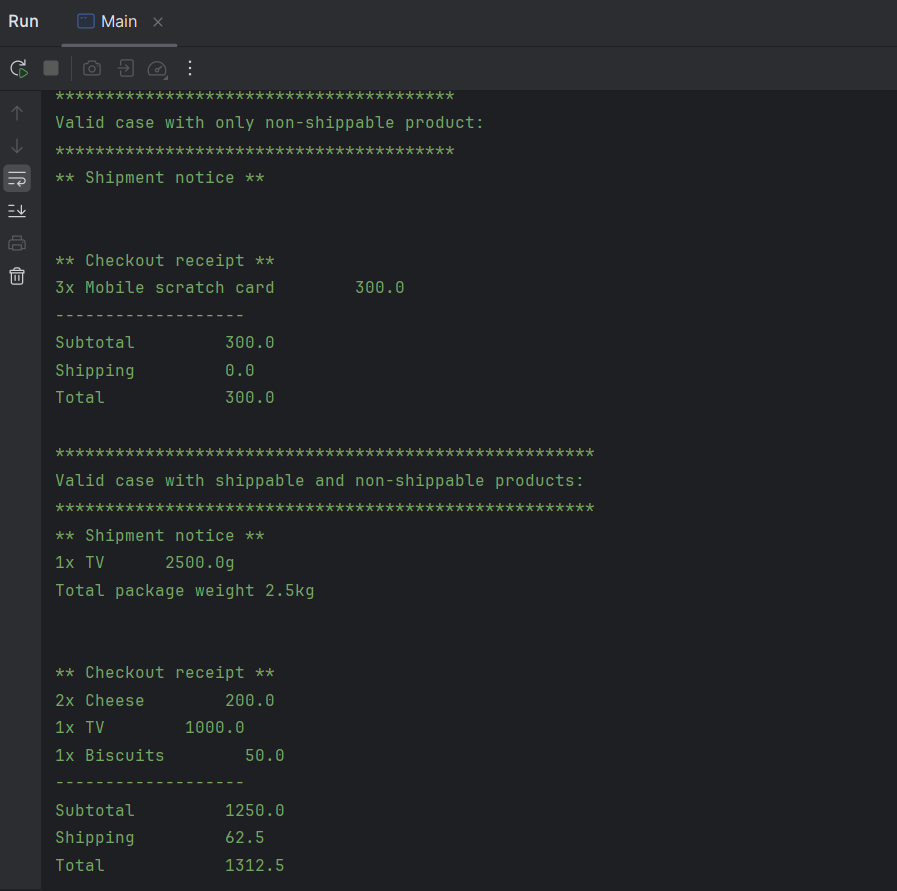 Run Main
****************************************
Valid case with only non-shippable product:
****************************************
** Shipment notice **
** Checkout receipt **
3x Mobile scratch card        300.0
-------------------
Subtotal         300.0
Shipping         0.0
Total            300.0
******************************************************
Valid case with shippable and non-shippable products:
******************************************************
** Shipment notice **
1x TV      2500.0g
Total package weight 2.5kg
** Checkout receipt **
2x Cheese        200.0
1x TV        1000.0
1x Biscuits        50.0
-------------------
Subtotal         1250.0
Shipping         62.5
Total            1312.5